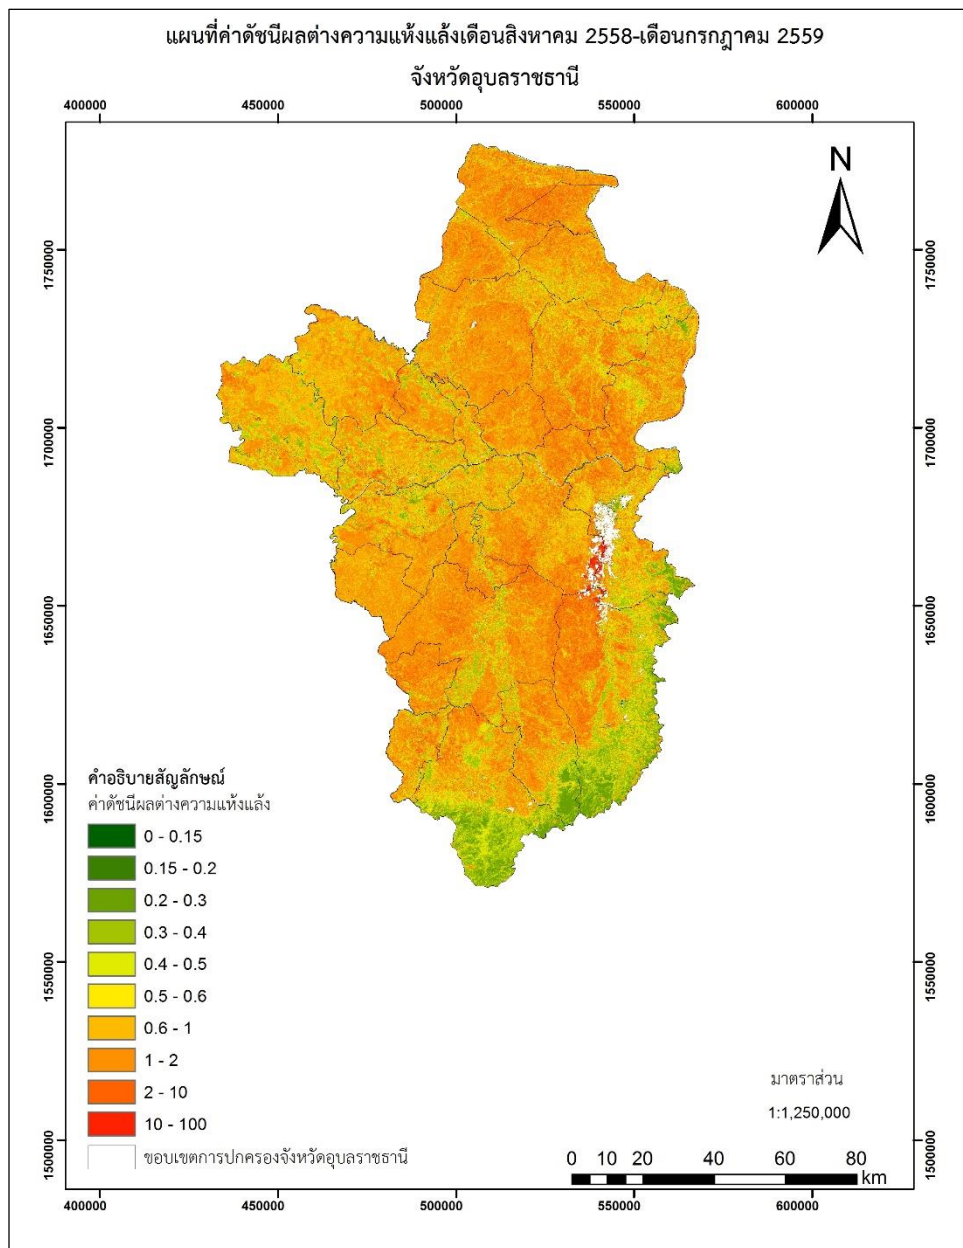 แผนที่ค่าดัชนีผลต่างความแห้งแล้งเดือนสิงหาคม 2558-เดือนกรกฎาคม 2559
จังหวัดอุบลราชธานี
400000 450000 500000 550000 600000
N
1750000 1750000
1700000 1700000
1650000 1650000
1600000 1600000
1550000 1550000
1500000 1500000
คำอธิบายสัญลักษณ์
ค่าดัชนีผลต่างความแห้งแล้ง
0 - 0.15
0.15 - 0.2
0.2 - 0.3
0.3 - 0.4
0.4 - 0.5
0.5 - 0.6
0.6 - 1
1 - 2
2 - 10
10 - 100
ขอบเขตการปกครองจังหวัดอุบลราชธานี
มาตราส่วน
1:1,250,000
0 10 20 40 60 80
km
400000 450000 500000 550000 600000